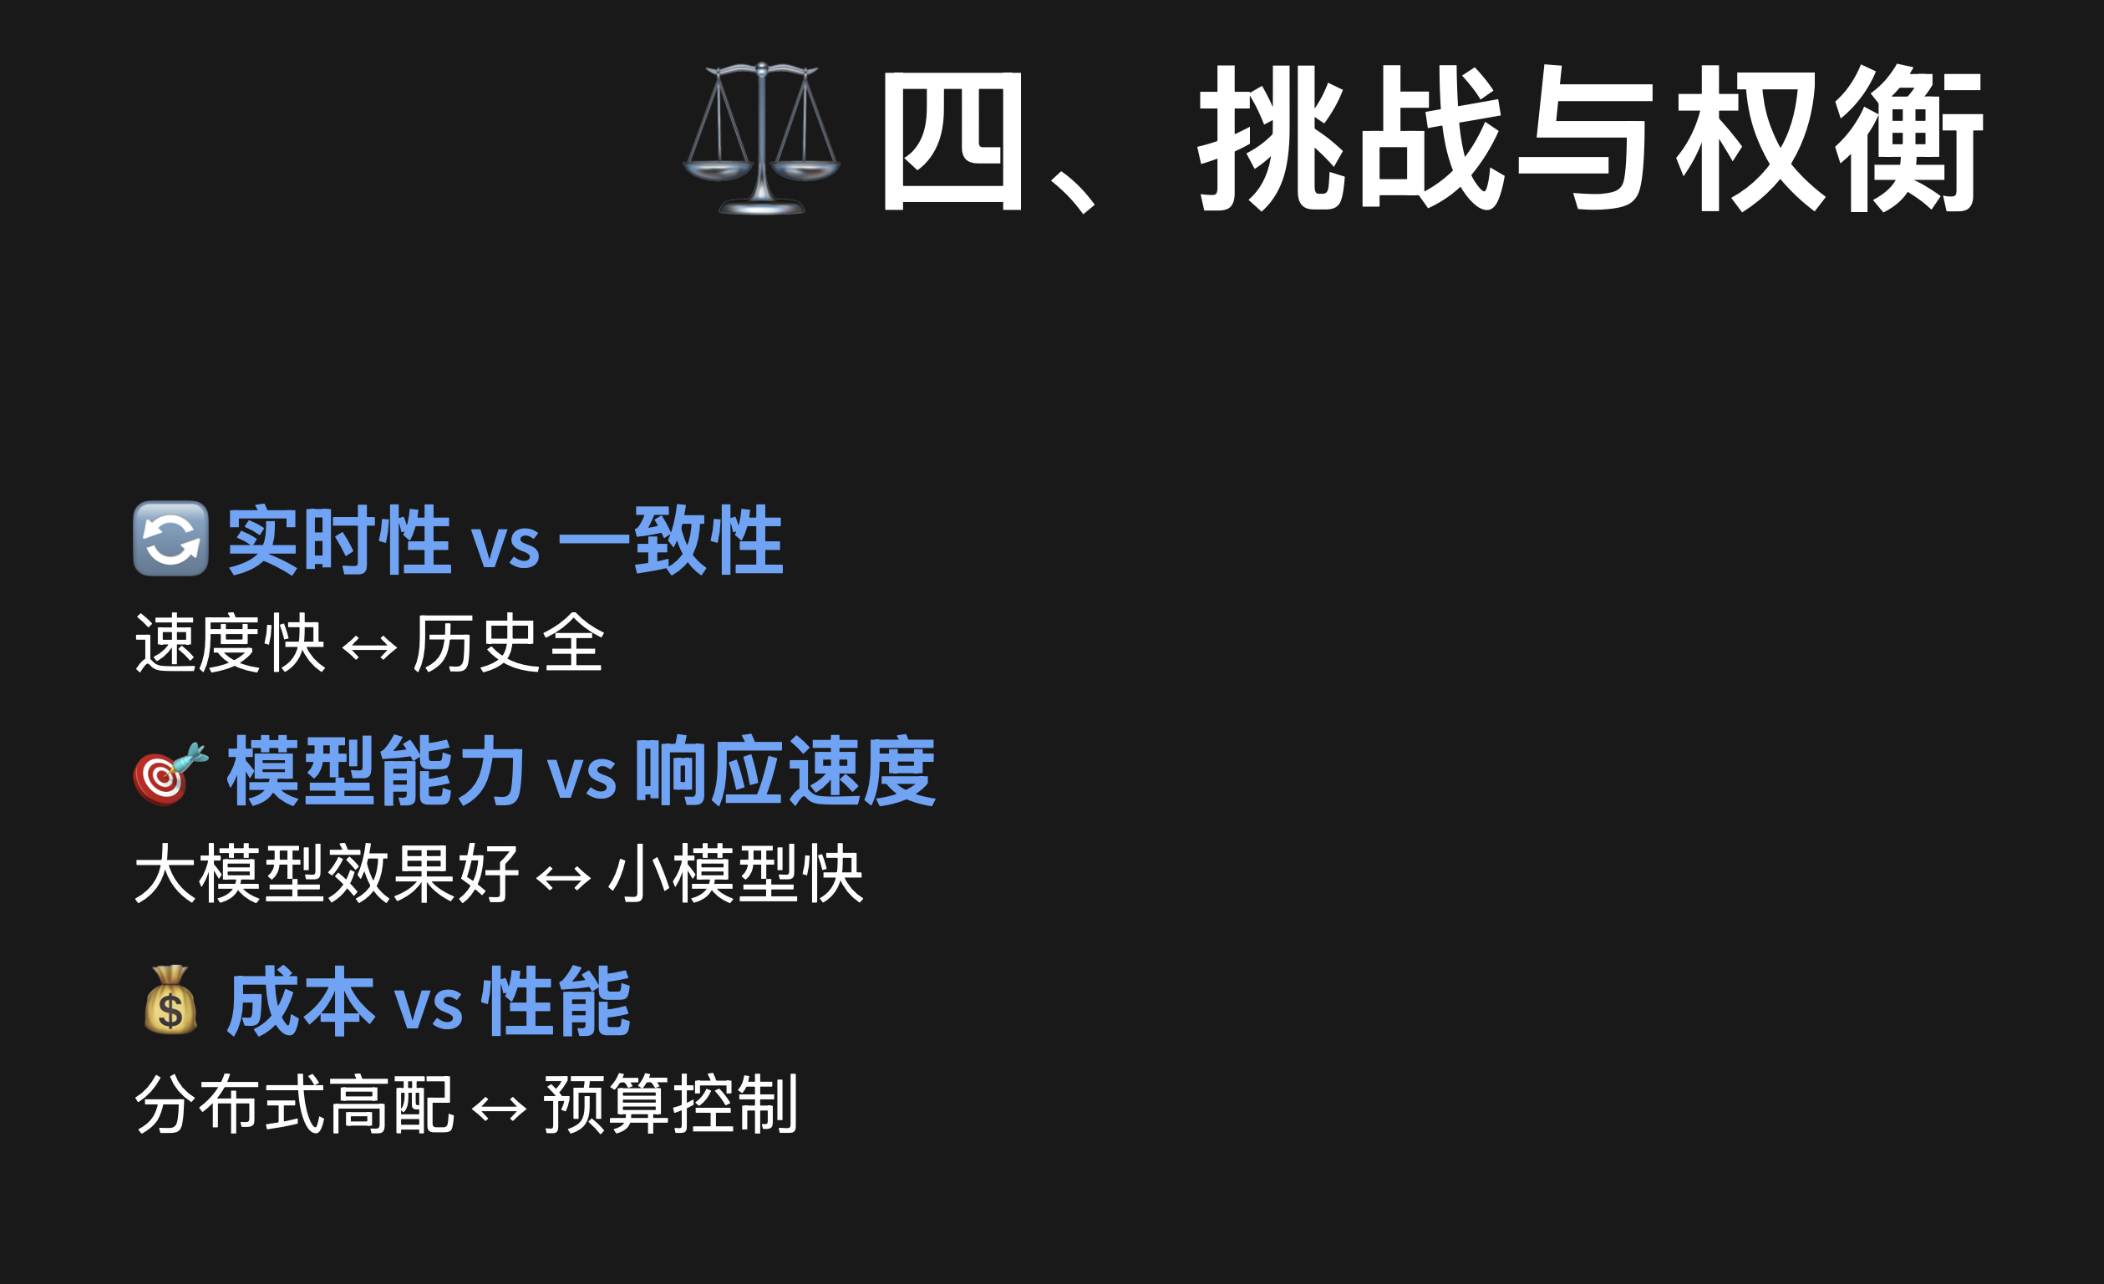 ⚖️ 四、挑战与权衡
🔄 实时性 vs 一致性
速度快 ↔ 历史全
🎯 模型能力 vs 响应速度
大模型效果好 ↔ 小模型快
💰 成本 vs 性能
分布式高配 ↔ 预算控制